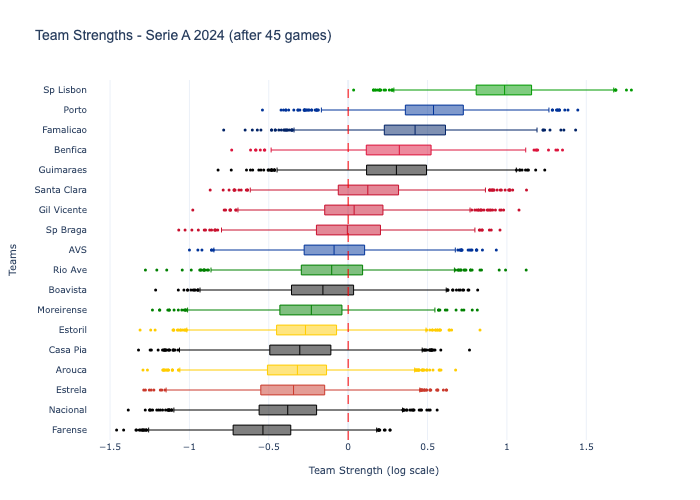 Team Strengths - Serie A 2024 (after 45 games)
Sp Lisbon
Porto
Famalicao
Benfica
Guimaraes
Santa Clara
Gil Vicente
Sp Braga
AVS
Rio Ave
Boavista
Moreirense
Estoril
Casa Pia
Arouca
Estrela
Nacional
Farense
Teams
−1.5 −1 −0.5 0 0.5 1 1.5
Team Strength (log scale)